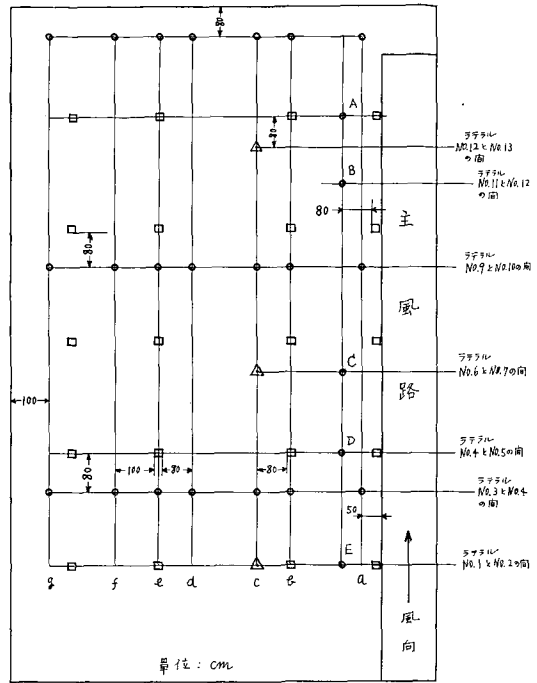 80
A
80
ラテラル
No.12とNo.13
の間
B
ラテラル
No.11とNo.12
の間
80
主
風
路
80
ラテラル
No.9とNo.10の間
C
ラテラル
No.6とNo.7の間
100
D
ラテラル
No.4とNo.5の間
80
100
80
80
ラテラル
No.3とNo.4
の間
50
E
ラテラル
No.1とNo.2の間
g
f
e
d
c
b
a
風
向
単位:cm